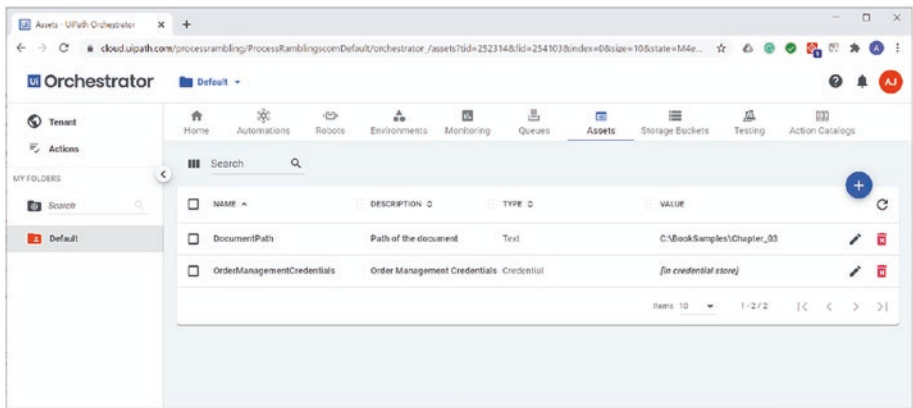 Assets - UiPath Orchestrator
cloud.uipath.com/processrambling/ProcessRamblingscomDefault/orchestrator_/assets?tid=252314&fid=254103&index=0&size=10&state=M4e...
A
Ui Orchestrator
Default
AJ
Tenant
Actions
MY FOLDERS
Search
Default
Home Automations Robots Environments Monitoring Queues Assets Storage Buckets Testing Action Catalogs
Search
NAME DESCRIPTION TYPE VALUE
DocumentPath Path of the document Text C:\BookSamples\Chapter_03
OrderManagementCredentials Order Management Credentials Credential [in credential store]
Items 10 1 - 2 / 2